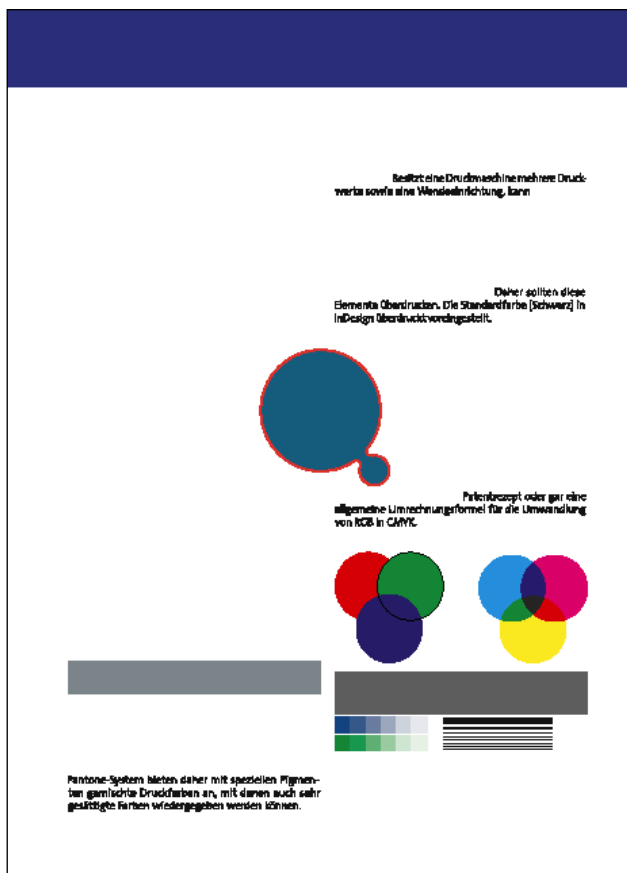 Besitzt eine Druckmaschine mehrere Druck-
werke sowie eine Wendeeinrichtung, kann
Daher sollten diese
Elemente überdrucken. Die Standardfarbe [Schwarz] in
InDesign überdruckt voreingestellt.
Patentrezept oder gar eine
allgemeine Umrechnungsformel für die Umwandlung
von RGB in CMYK.
Pantone-System bieten daher mit speziellen Pigmen-
ten gemischte Druckfarben an, mit denen auch sehr
gesättigte Farben wiedergegeben werden können.